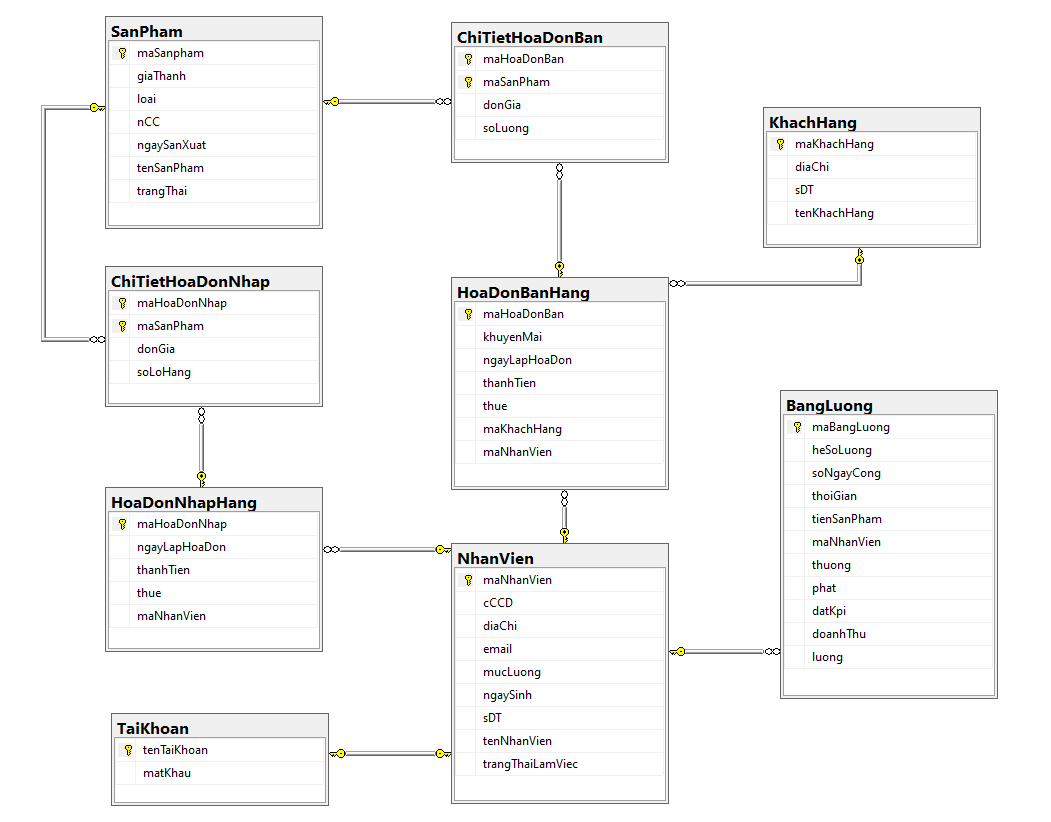 SanPham
maSanpham
giaThanh
loai
nCC
ngaySanXuat
tenSanPham
trangThai
ChiTietHoaDonBan
maHoaDonBan
maSanPham
donGia
soLuong
KhachHang
maKhachHang
diaChi
sDT
tenKhachHang
ChiTietHoaDonNhap
maHoaDonNhap
maSanPham
donGia
soLoHang
HoaDonBanHang
maHoaDonBan
khuyenMai
ngayLapHoaDon
thanhTien
thue
maKhachHang
maNhanVien
BangLuong
maBangLuong
heSoLuong
soNgayCong
thoiGian
tienSanPham
maNhanVien
thuong
phat
datKpi
doanhThu
luong
HoaDonNhapHang
maHoaDonNhap
ngayLapHoaDon
thanhTien
thue
maNhanVien
NhanVien
maNhanVien
cCCD
diaChi
email
mucLuong
ngaySinh
sDT
tenNhanVien
trangThaiLamViec
TaiKhoan
tenTaiKhoan
matKhau